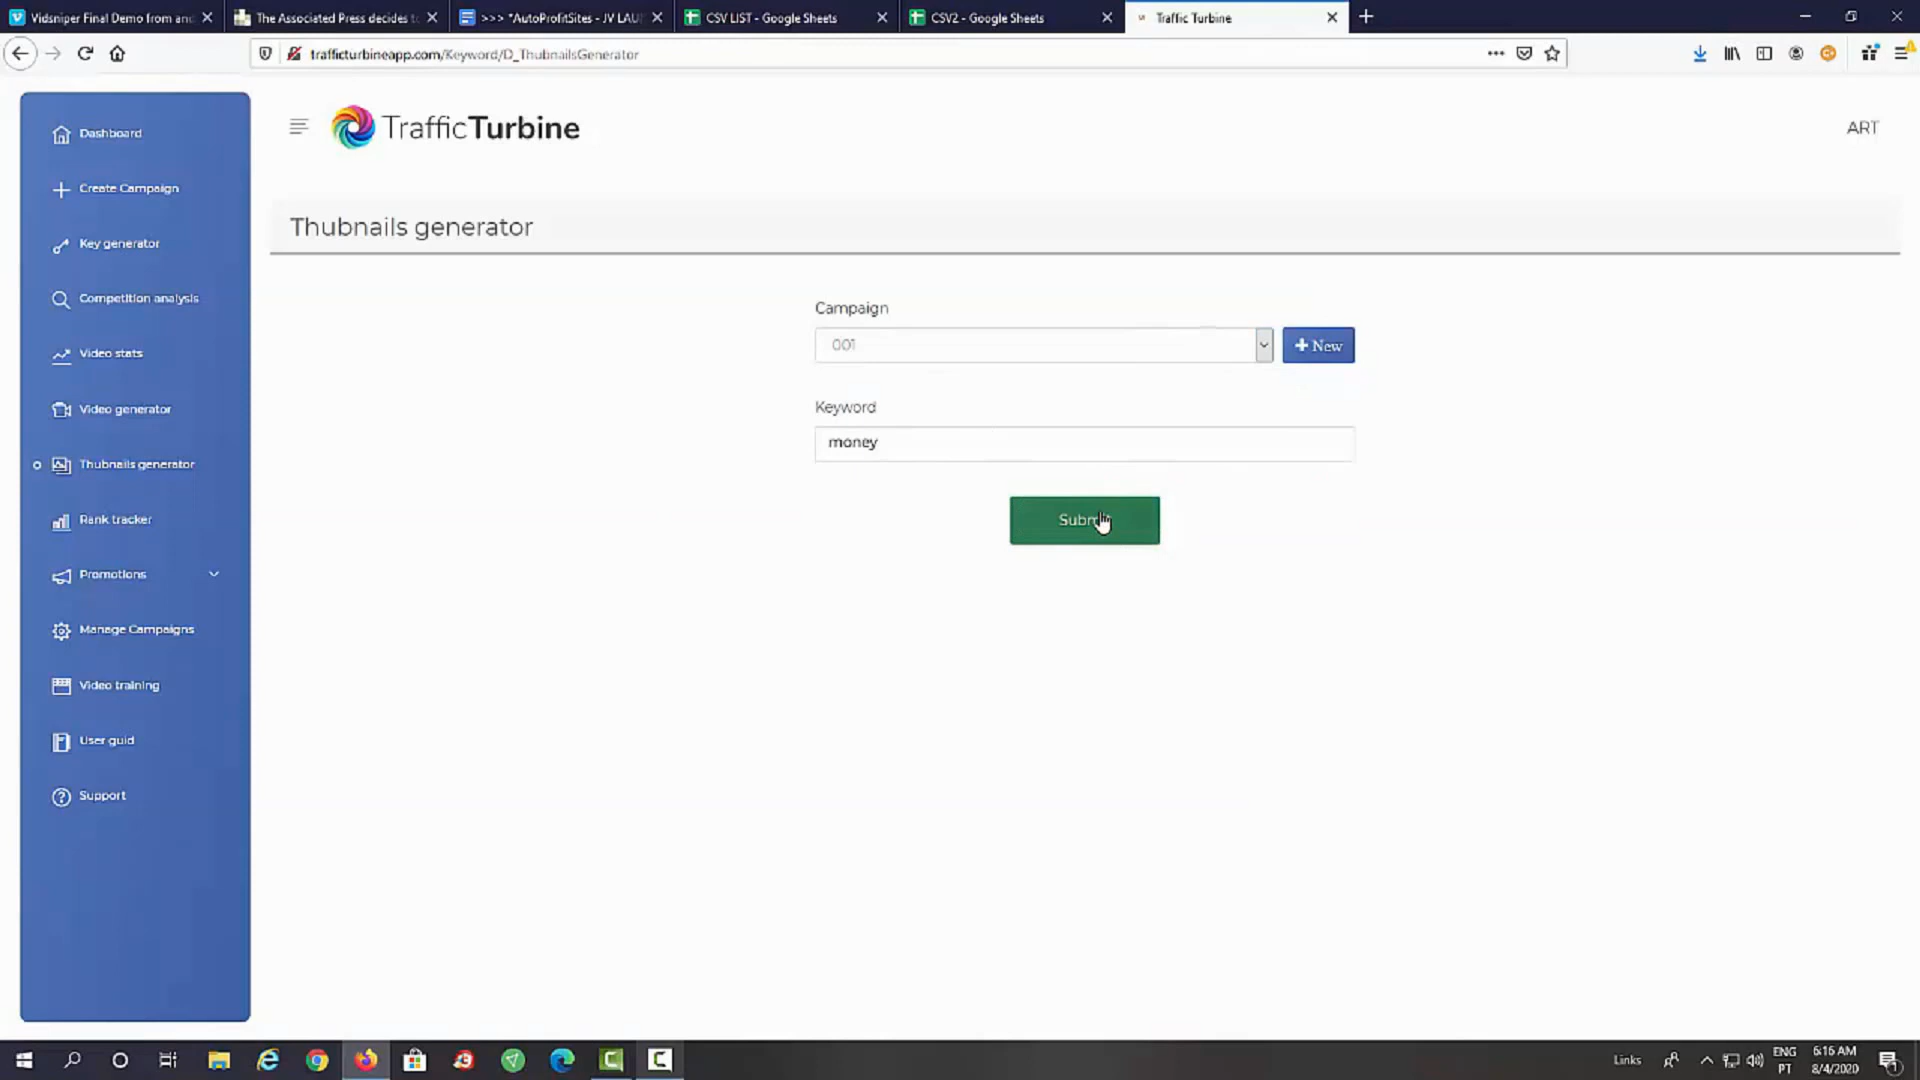 Vidsniper Final Demo from and
The Associated Press decides to
>>> *AutoProfitSites - JV LAU
CSV LIST - Google Sheets
CSV2 - Google Sheets
Traffic Turbine
trafficturbineapp.com/Keyword/D_ThubnailsGenerator
TrafficTurbine
ART
Dashboard
Create Campaign
Key generator
Competition analysis
Video stats
Video generator
Thubnails generator
Rank tracker
Promotions
Manage Campaigns
Video training
User guid
Support
Thubnails generator
Campaign
001
+ New
Keyword
money
Submit
Links
ENG
PT
6:15 AM
8/4/2020